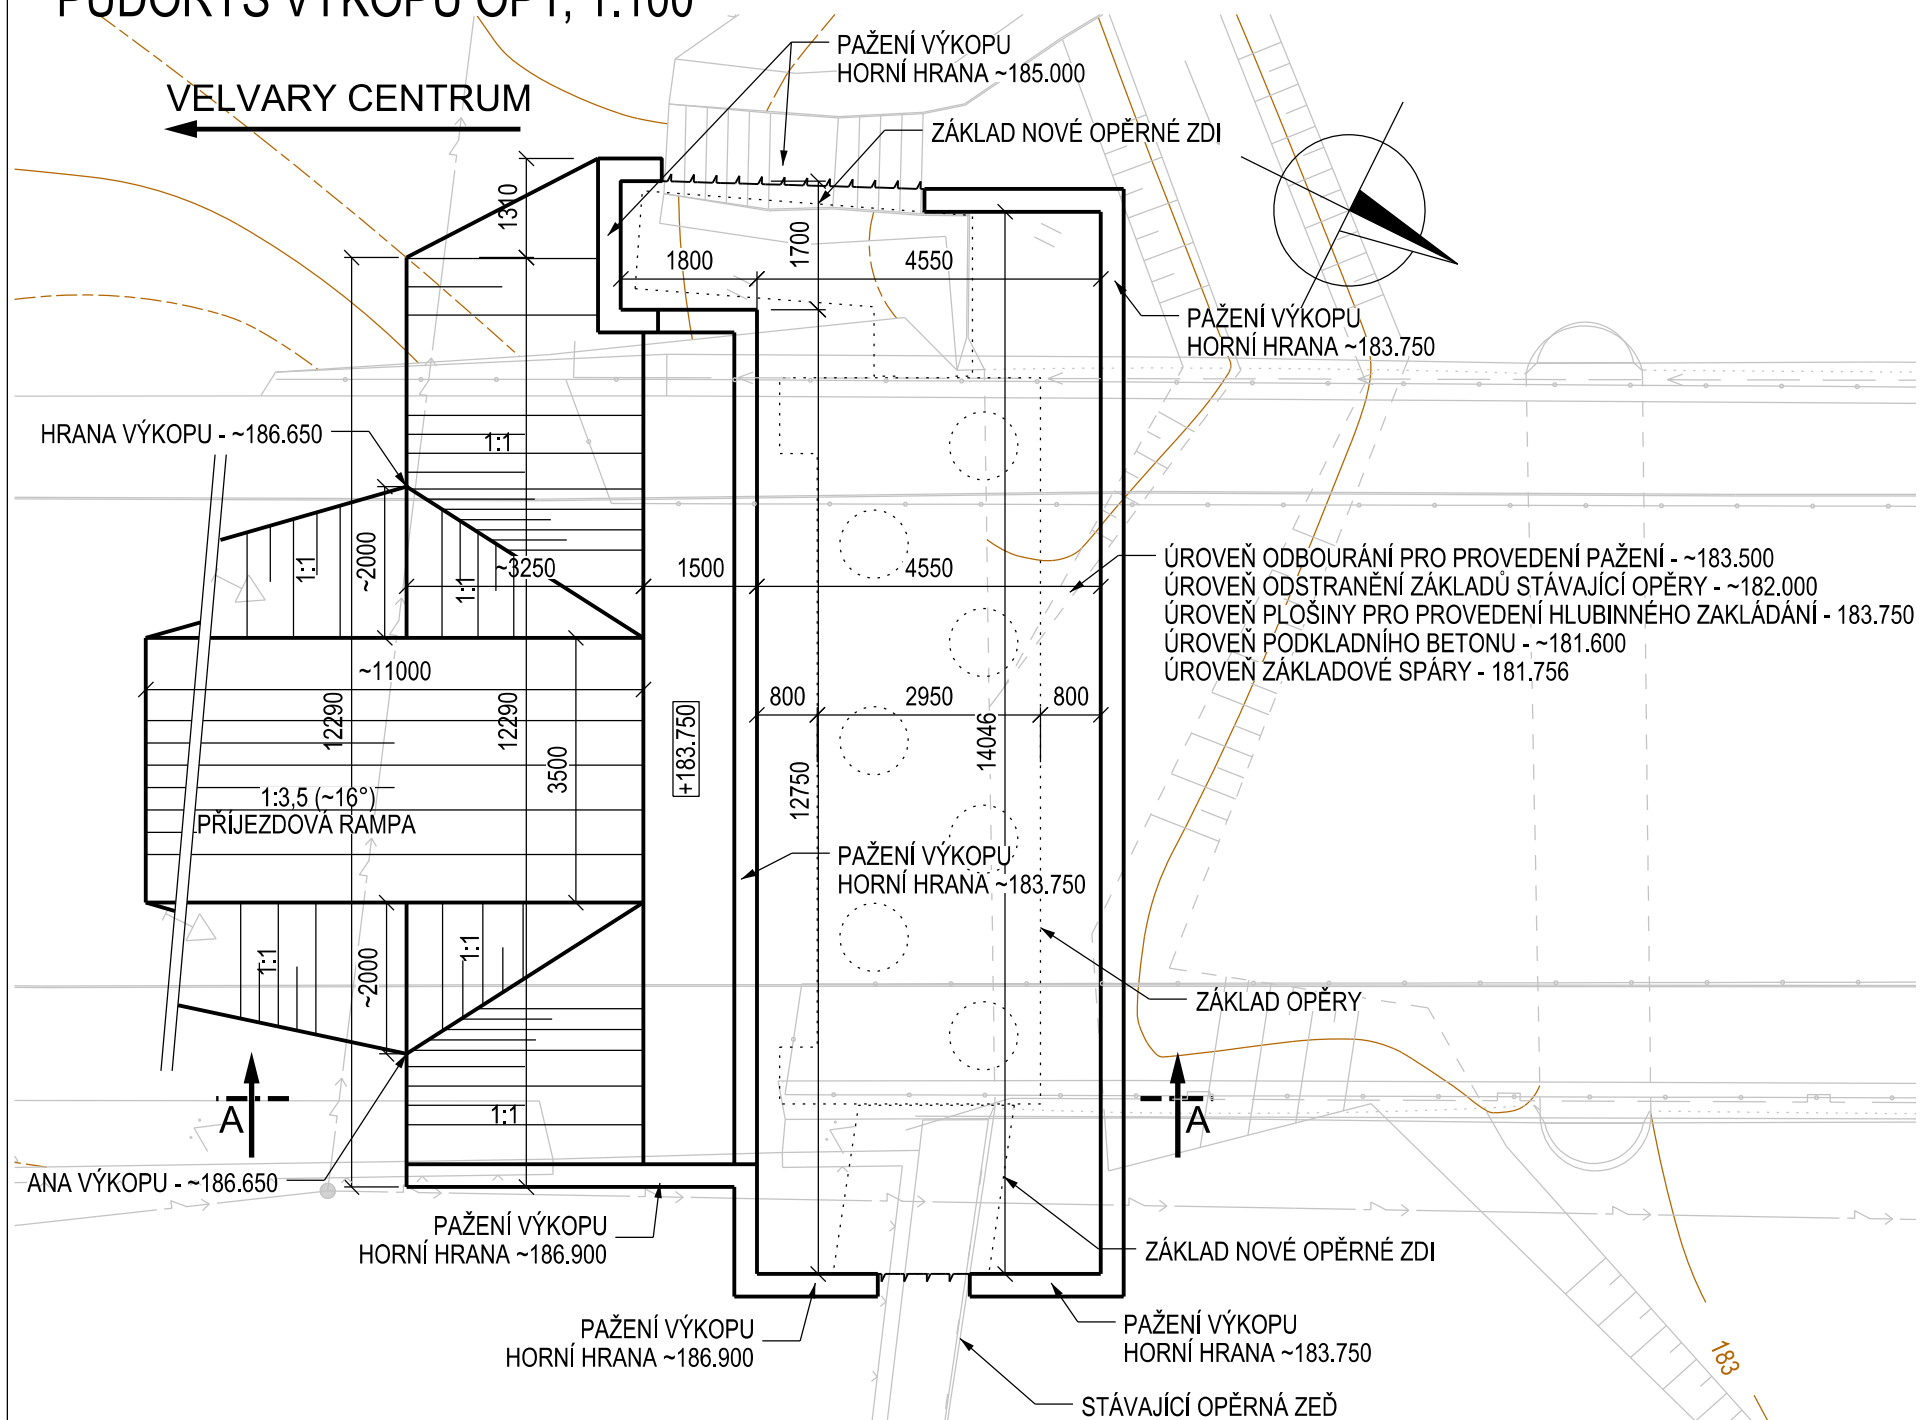 PŮDORYS VÝKOPU OP1, 1:100
VELVARY CENTRUM
PAŽENÍ VÝKOPU
HORNÍ HRANA ~185.000
ZÁKLAD NOVÉ OPĚRNÉ ZDI
1310
1700
1800
4550
PAŽENÍ VÝKOPU
HORNÍ HRANA ~183.750
HRANA VÝKOPU - ~186.650
1:1
1:1
~2000
1:1
~3250
1500
4550
ÚROVEŇ ODBOURÁNÍ PRO PROVEDENÍ PAŽENÍ - ~183.500
ÚROVEŇ ODSTRANĚNÍ ZÁKLADŮ STÁVAJÍCÍ OPĚRY - ~182.000
ÚROVEŇ PLOŠINY PRO PROVEDENÍ HLUBINNÉHO ZAKLÁDÁNÍ - 183.750
ÚROVEŇ PODKLADNÍHO BETONU - ~181.600
ÚROVEŇ ZÁKLADOVÉ SPÁRY - 181.756
~11000
12290
12290
3500
+183.750
800
2950
800
12750
14046
1:3,5 (~16°)
PŘÍJEZDOVÁ RAMPA
PAŽENÍ VÝKOPU
HORNÍ HRANA ~183.750
1:1
~2000
1:1
ZÁKLAD OPĚRY
A
1:1
A
ANA VÝKOPU - ~186.650
PAŽENÍ VÝKOPU
HORNÍ HRANA ~186.900
ZÁKLAD NOVÉ OPĚRNÉ ZDI
PAŽENÍ VÝKOPU
HORNÍ HRANA ~186.900
PAŽENÍ VÝKOPU
HORNÍ HRANA ~183.750
183
STÁVAJÍCÍ OPĚRNÁ ZEĎ